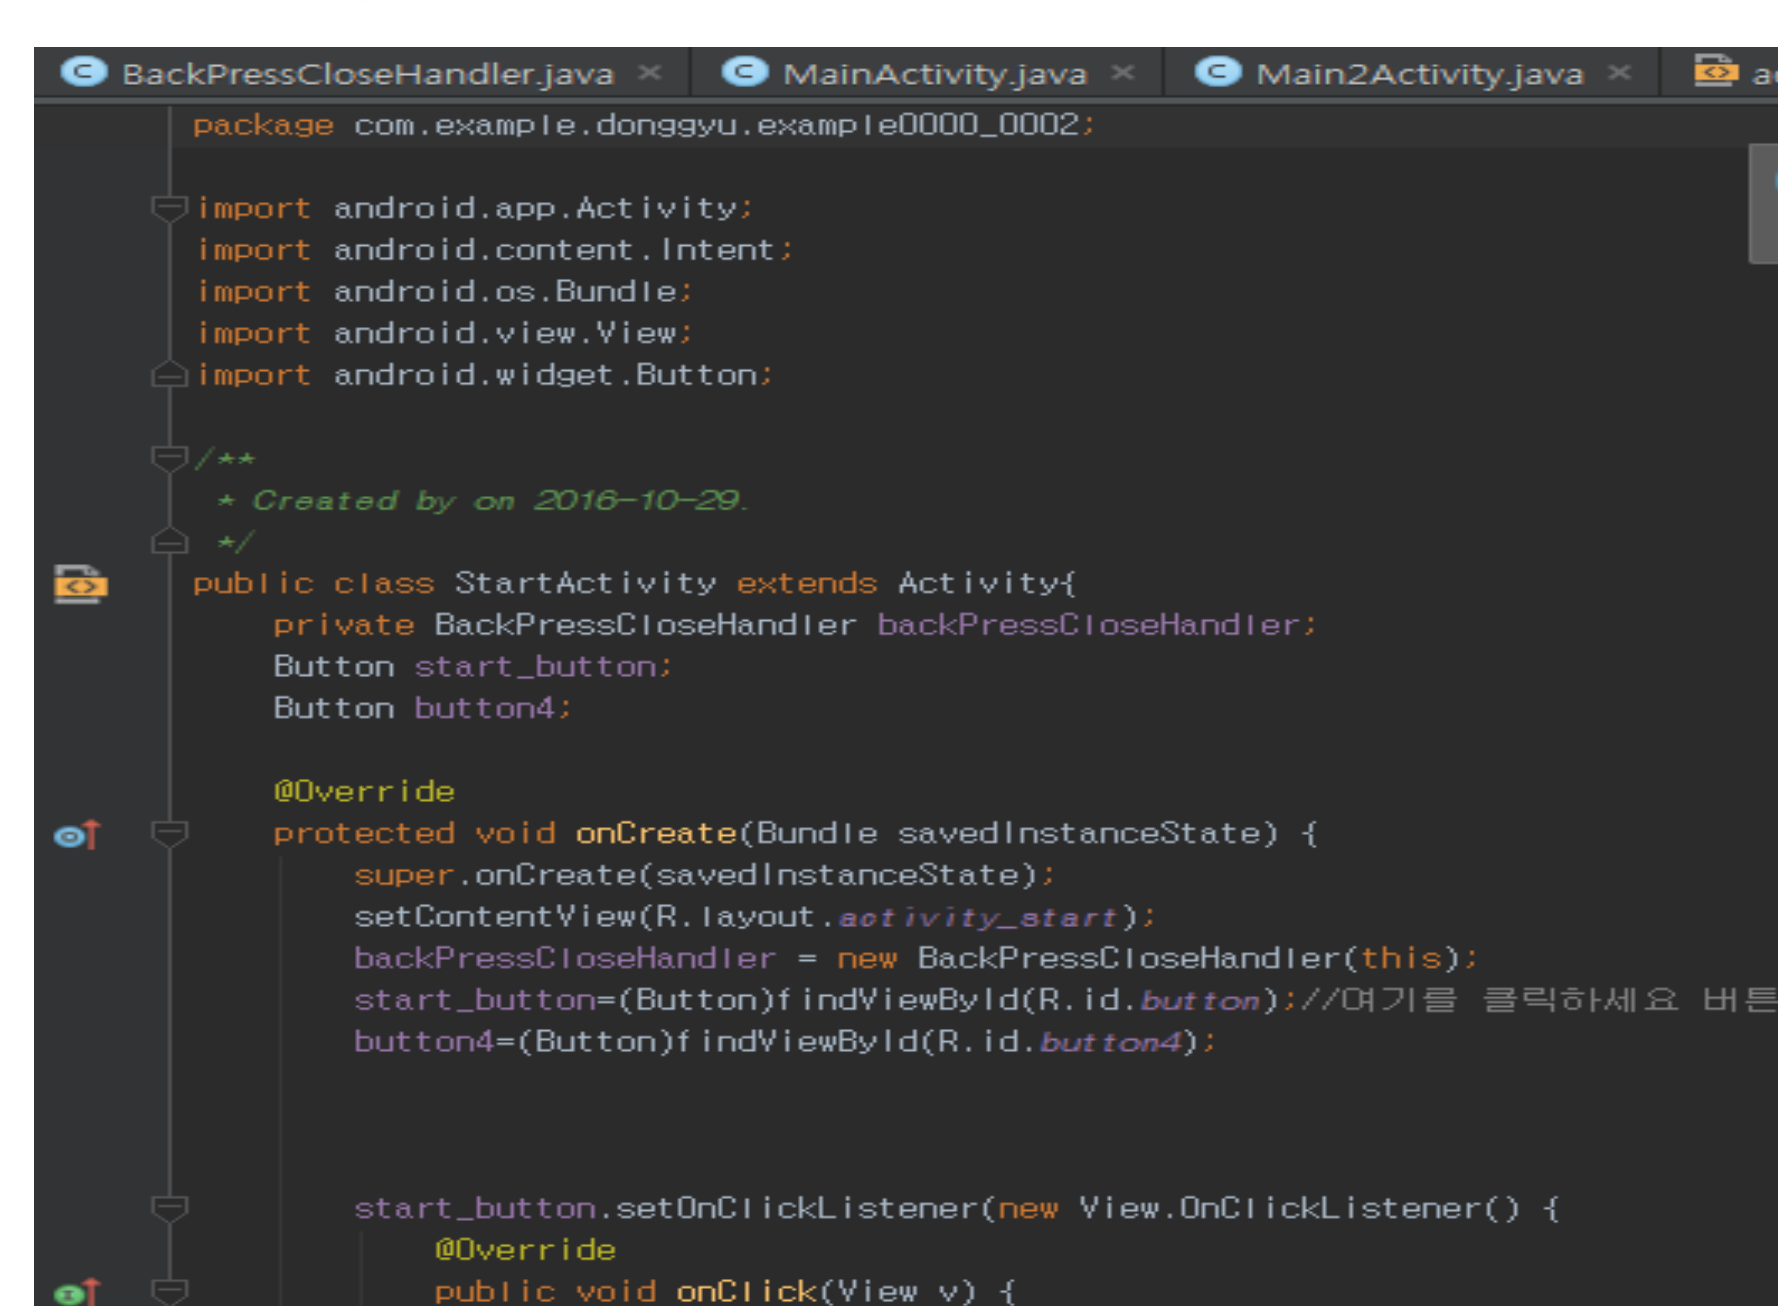 BackPressCloseHandler.java MainActivity.java Main2Activity.java
package com.example.donggyu.example0000_0002;
import android.app.Activity;
import android.content.Intent;
import android.os.Bundle;
import android.view.View;
import android.widget.Button;
/**
* Created by on 2016-10-29.
*/
public class StartActivity extends Activity{
private BackPressCloseHandler backPressCloseHandler;
Button start_button;
Button button4;
@Override
protected void onCreate(Bundle savedInstanceState) {
super.onCreate(savedInstanceState);
setContentView(R.layout.activity_start);
backPressCloseHandler = new BackPressCloseHandler(this);
start_button=(Button)findViewById(R.id.button);//여기를 클릭하세요 버튼
button4=(Button)findViewById(R.id.button4);
start_button.setOnClickListener(new View.OnClickListener() {
@Override
public void onClick(View v) {